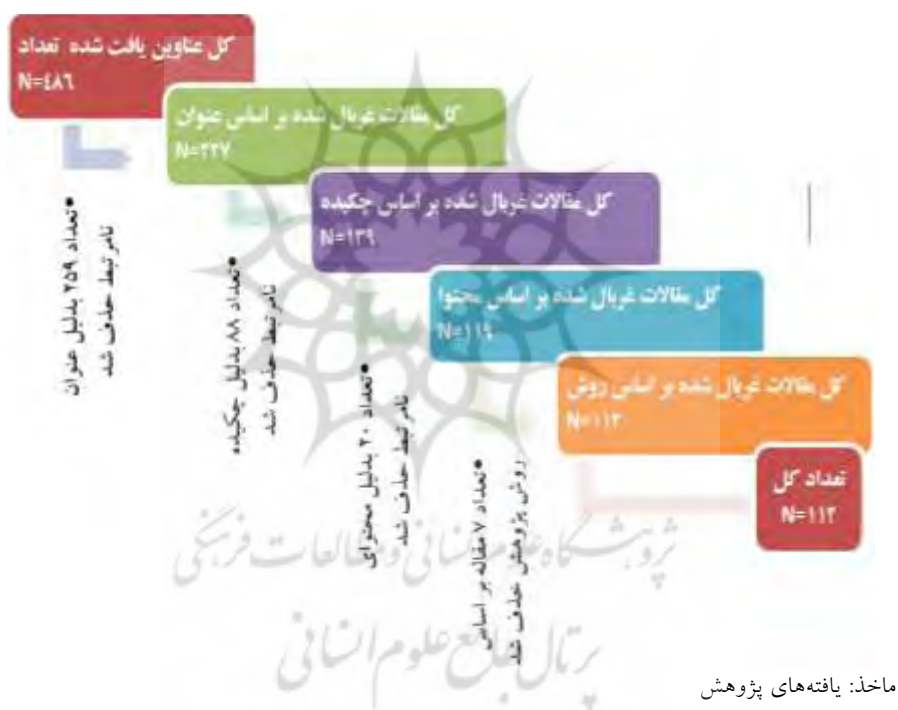 کل عناوین یافت شده تعداد
N=٤٨٦
کل مقالات غربال شده بر اساس عنوان
N=۲۲۷
کل مقالات غربال شده بر اساس چکیده
N=۱۳۹
کل مقالات غربال شده بر اساس محتوا
N=۱۱۹
کل مقالات غربال شده بر اساس روش
N=۱۱۲
تعداد کل
N=۱۱۲
•تعداد ۲۵۹ بدلیل عنوان
نامرتبط حذف شد
•تعداد ۸۸ بدلیل چکیده
نامرتبط حذف شد
•تعداد ۲۰ بدلیل محتوای
نامرتبط حذف شد
•تعداد ۷ مقاله بر اساس
روش پژوهش حذف شد
پژوهشگاه علوم انسانی و مطالعات فرهنگی
پرتال جامع علوم انسانی
ماخذ: یافته‌های پژوهش